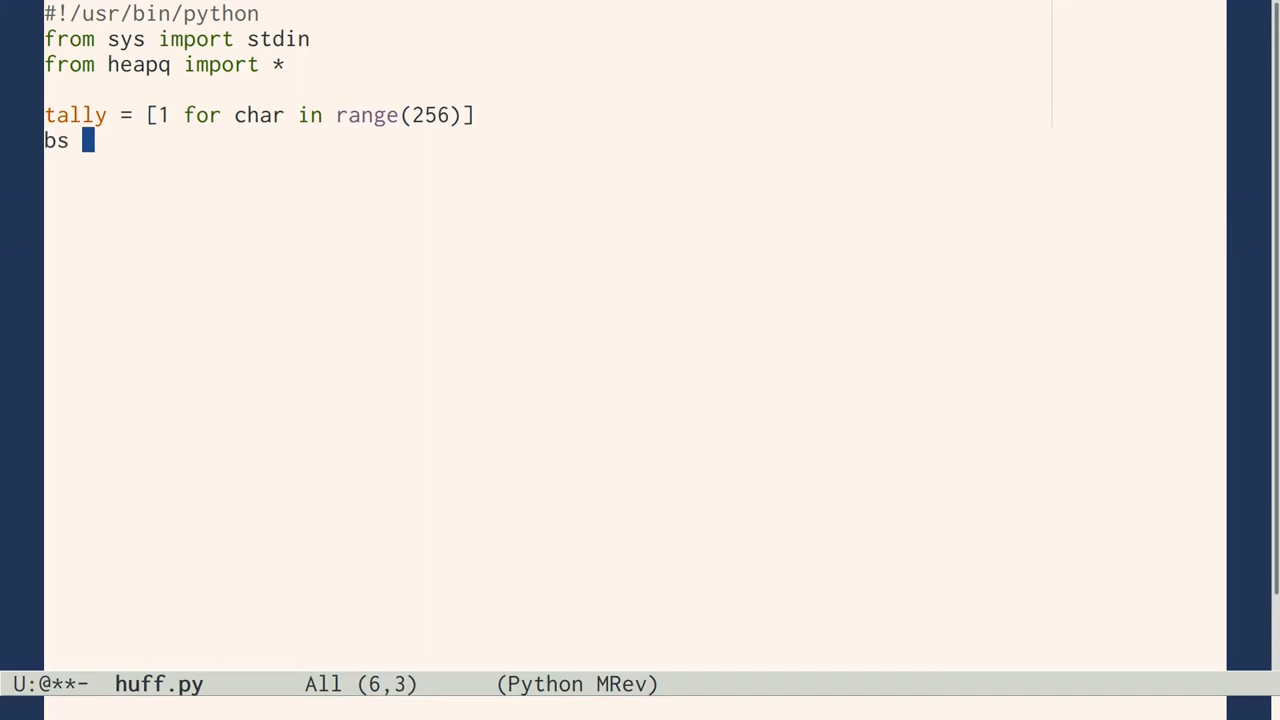 #!/usr/bin/python
from sys import stdin
from heapq import *
tally = [1 for char in range(256)]
bs
U:@**-  huff.py        All (6,3)      (Python MRev)